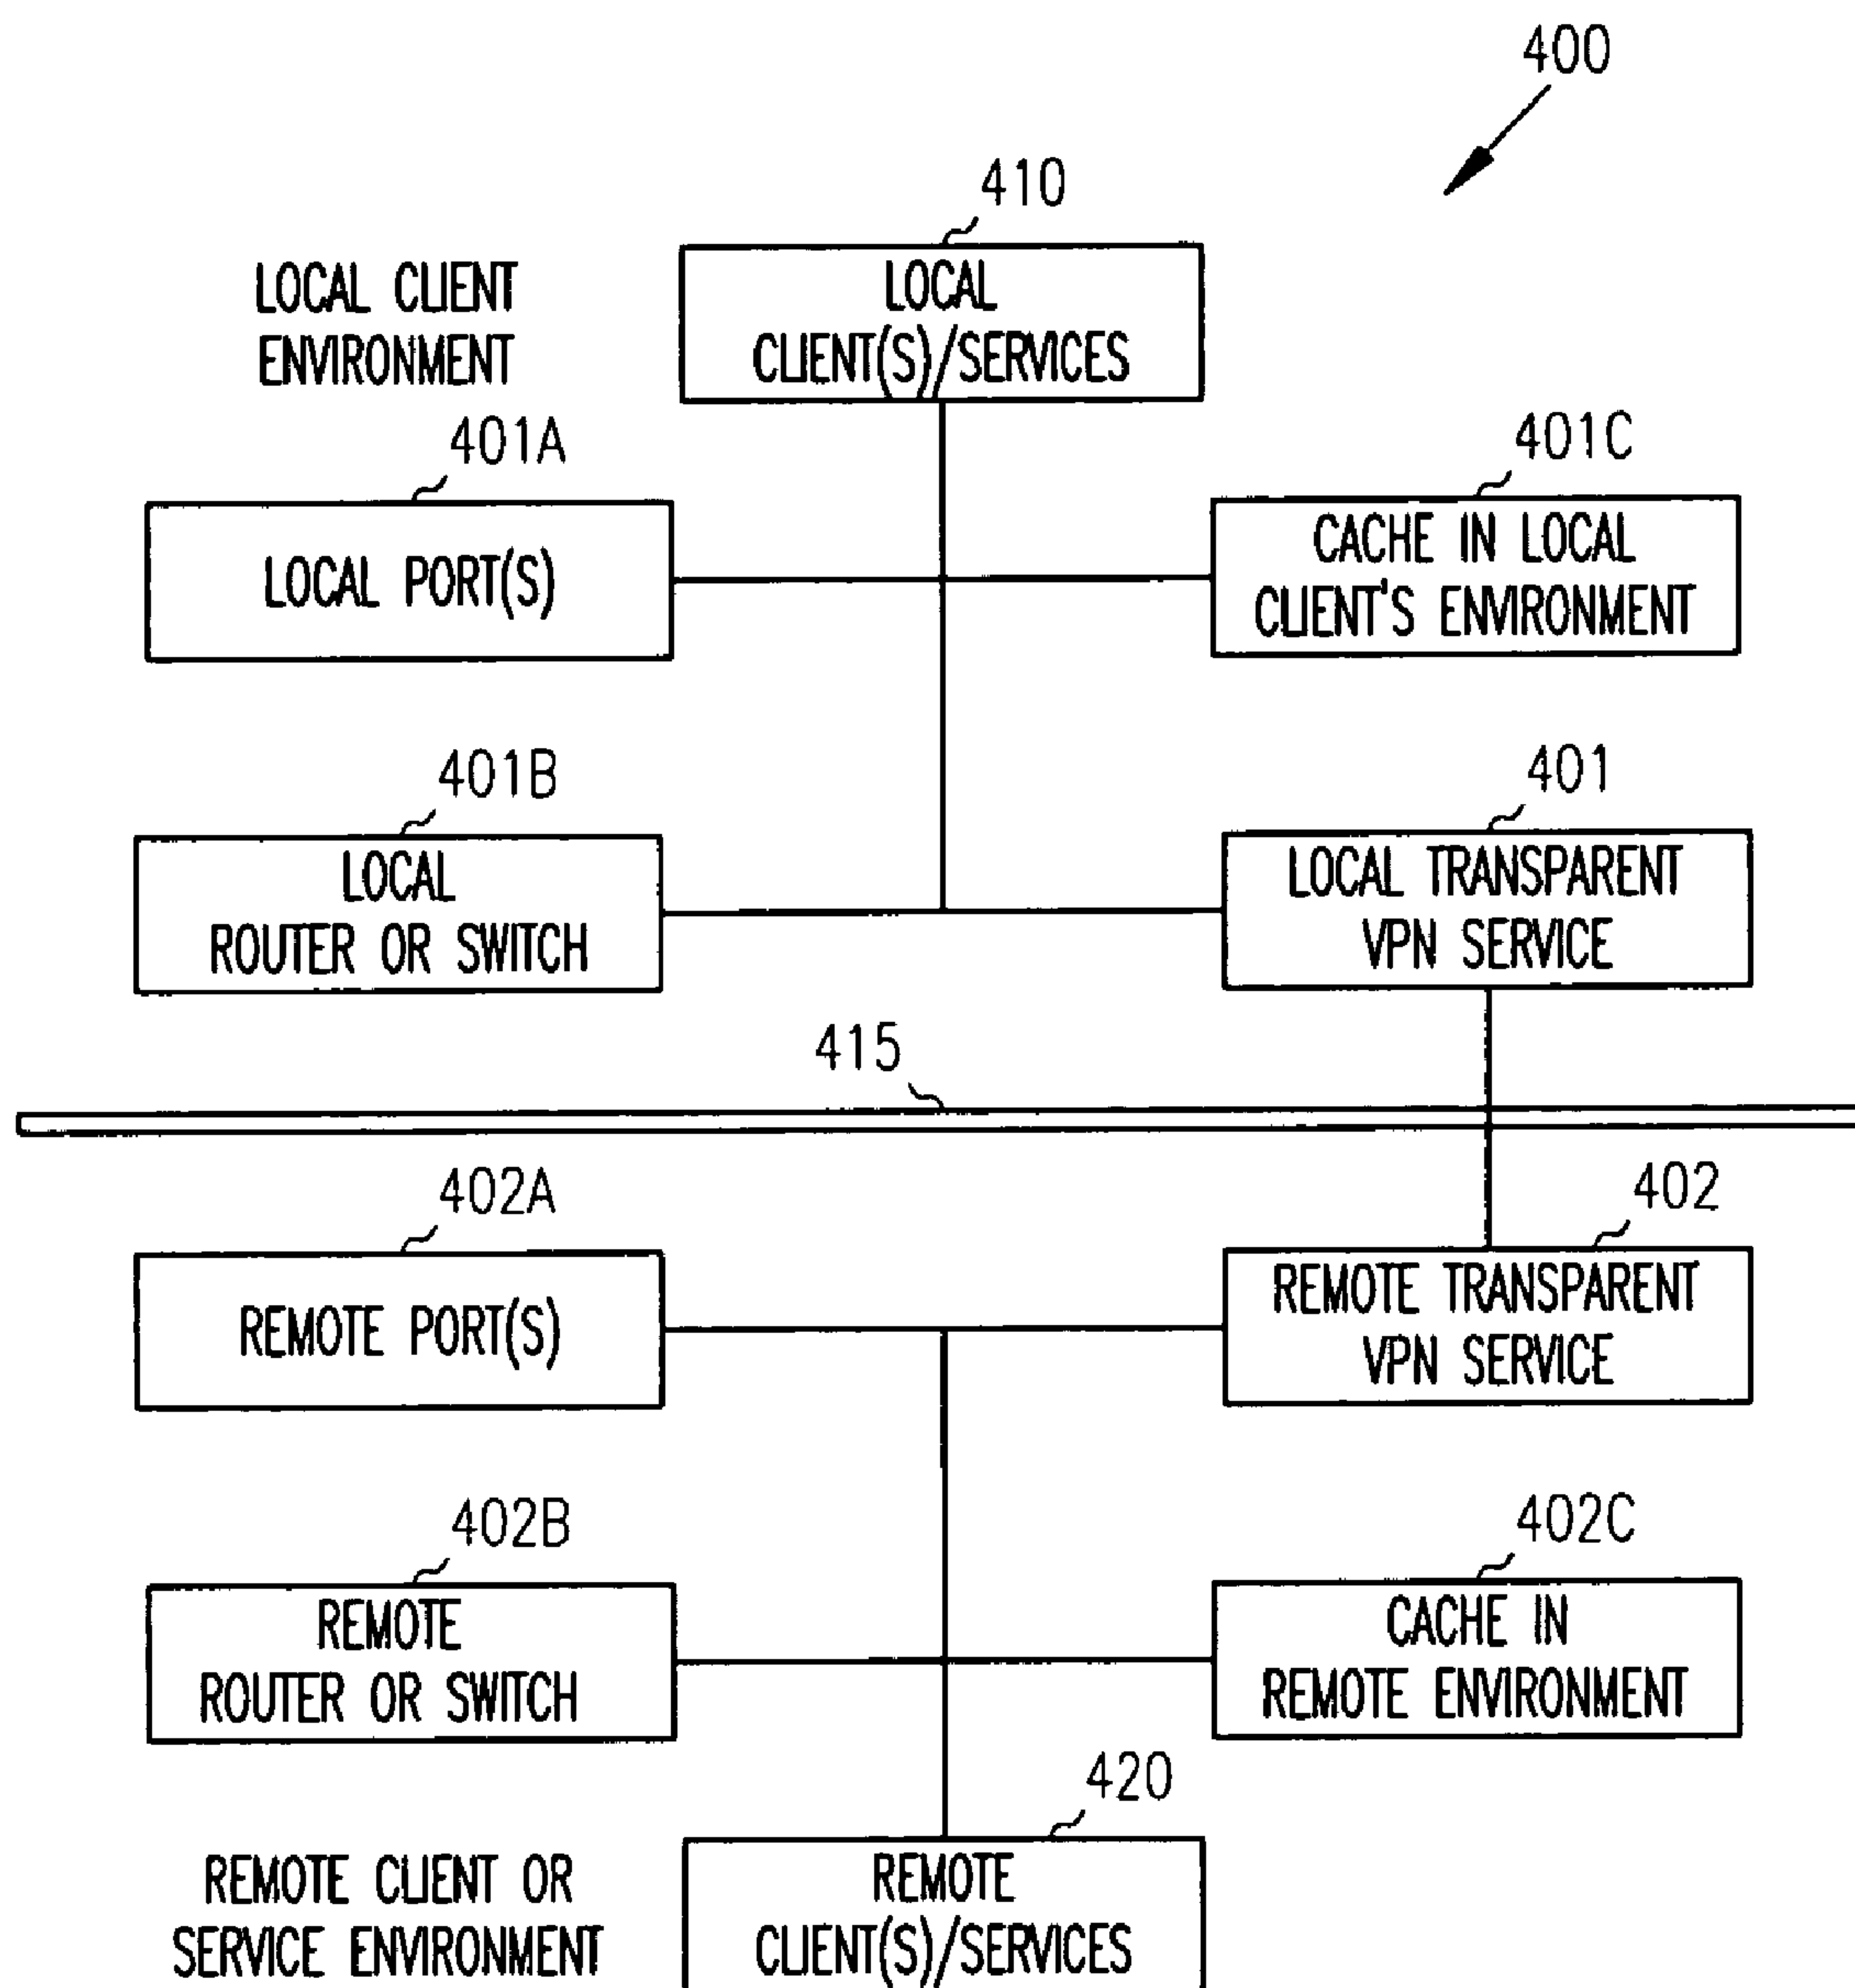 400
410
LOCAL CLIENT
ENVIRONMENT
LOCAL
CLIENT(S)/SERVICES
401A
401C
LOCAL PORT(S)
CACHE IN LOCAL
CLIENT'S ENVIRONMENT
401B
401
LOCAL
ROUTER OR SWITCH
LOCAL TRANSPARENT
VPN SERVICE
415
402A
402
REMOTE PORT(S)
REMOTE TRANSPARENT
VPN SERVICE
402B
402C
REMOTE
ROUTER OR SWITCH
CACHE IN
REMOTE ENVIRONMENT
420
REMOTE CLIENT OR
SERVICE ENVIRONMENT
REMOTE
CLIENT(S)/SERVICES